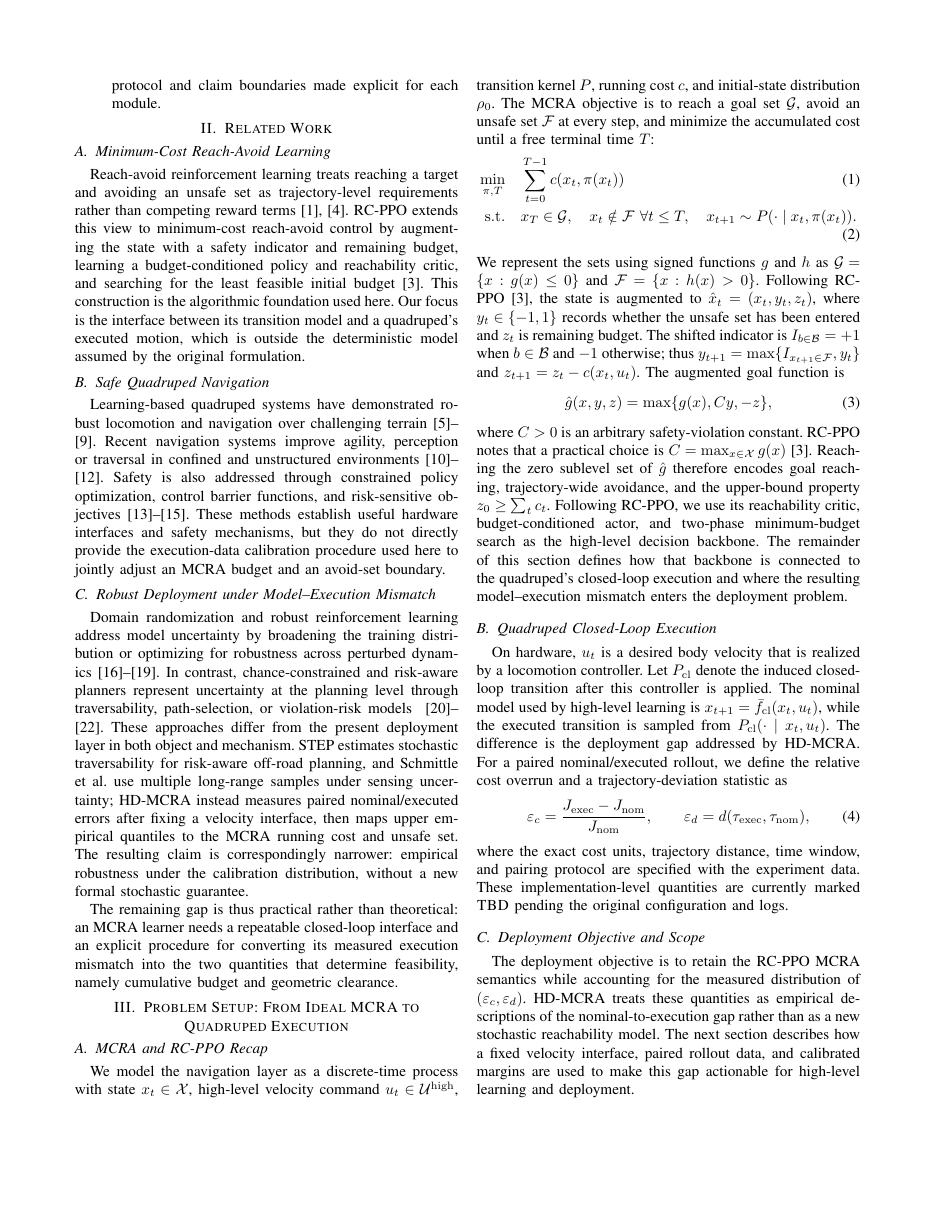 protocol and claim boundaries made explicit for each
module.
II. RELATED WORK
A. Minimum-Cost Reach-Avoid Learning
Reach-avoid reinforcement learning treats reaching a target
and avoiding an unsafe set as trajectory-level requirements
rather than competing reward terms [1], [4]. RC-PPO extends
this view to minimum-cost reach-avoid control by augment-
ing the state with a safety indicator and remaining budget,
learning a budget-conditioned policy and reachability critic,
and searching for the least feasible initial budget [3]. This
construction is the algorithmic foundation used here. Our focus
is the interface between its transition model and a quadruped's
executed motion, which is outside the deterministic model
assumed by the original formulation.
B. Safe Quadruped Navigation
Learning-based quadruped systems have demonstrated ro-
bust locomotion and navigation over challenging terrain [5]–
[9]. Recent navigation systems improve agility, perception
or traversal in confined and unstructured environments [10]–
[12]. Safety is also addressed through constrained policy
optimization, control barrier functions, and risk-sensitive ob-
jectives [13]–[15]. These methods establish useful hardware
interfaces and safety mechanisms, but they do not directly
provide the execution-data calibration procedure used here to
jointly adjust an MCRA budget and an avoid-set boundary.
C. Robust Deployment under Model–Execution Mismatch
Domain randomization and robust reinforcement learning
address model uncertainty by broadening the training distri-
bution or optimizing for robustness across perturbed dynam-
ics [16]–[19]. In contrast, chance-constrained and risk-aware
planners represent uncertainty at the planning level through
traversability, path-selection, or violation-risk models [20]–
[22]. These approaches differ from the present deployment
layer in both object and mechanism. STEP estimates stochastic
traversability for risk-aware off-road planning, and Schmittle
et al. use multiple long-range samples under sensing uncer-
tainty; HD-MCRA instead measures paired nominal/executed
errors after fixing a velocity interface, then maps upper em-
pirical quantiles to the MCRA running cost and unsafe set.
The resulting claim is correspondingly narrower: empirical
robustness under the calibration distribution, without a new
formal stochastic guarantee.
The remaining gap is thus practical rather than theoretical:
an MCRA learner needs a repeatable closed-loop interface and
an explicit procedure for converting its measured execution
mismatch into the two quantities that determine feasibility,
namely cumulative budget and geometric clearance.
III. PROBLEM SETUP: FROM IDEAL MCRA TO
QUADRUPED EXECUTION
A. MCRA and RC-PPO Recap
We model the navigation layer as a discrete-time process
with state x_t ∈ 𝒳, high-level velocity command u_t ∈ 𝒰^high,
transition kernel P, running cost c, and initial-state distribution
ρ_0. The MCRA objective is to reach a goal set 𝒢, avoid an
unsafe set ℱ at every step, and minimize the accumulated cost
until a free terminal time T:
min_{π,T} ∑_{t=0}^{T−1} c(x_t, π(x_t)) (1)
s.t. x_T ∈ 𝒢, x_t ∉ ℱ ∀t ≤ T, x_{t+1} ∼ P(· | x_t, π(x_t)).
(2)
We represent the sets using signed functions g and h as 𝒢 =
{x : g(x) ≤ 0} and ℱ = {x : h(x) > 0}. Following RC-
PPO [3], the state is augmented to x̂_t = (x_t, y_t, z_t), where
y_t ∈ {−1, 1} records whether the unsafe set has been entered
and z_t is remaining budget. The shifted indicator is I_{b∈ℬ} = +1
when b ∈ ℬ and −1 otherwise; thus y_{t+1} = max{I_{x_{t+1}∈ℱ}, y_t}
and z_{t+1} = z_t − c(x_t, u_t). The augmented goal function is
ĝ(x, y, z) = max{g(x), Cy, −z}, (3)
where C > 0 is an arbitrary safety-violation constant. RC-PPO
notes that a practical choice is C = max_{x∈𝒳} g(x) [3]. Reach-
ing the zero sublevel set of ĝ therefore encodes goal reach-
ing, trajectory-wide avoidance, and the upper-bound property
z_0 ≥ ∑_t c_t. Following RC-PPO, we use its reachability critic,
budget-conditioned actor, and two-phase minimum-budget
search as the high-level decision backbone. The remainder
of this section defines how that backbone is connected to
the quadruped's closed-loop execution and where the resulting
model–execution mismatch enters the deployment problem.
B. Quadruped Closed-Loop Execution
On hardware, u_t is a desired body velocity that is realized
by a locomotion controller. Let P_cl denote the induced closed-
loop transition after this controller is applied. The nominal
model used by high-level learning is x_{t+1} = f̄_cl(x_t, u_t), while
the executed transition is sampled from P_cl(· | x_t, u_t). The
difference is the deployment gap addressed by HD-MCRA.
For a paired nominal/executed rollout, we define the relative
cost overrun and a trajectory-deviation statistic as
ε_c = (J_exec − J_nom) / J_nom, ε_d = d(τ_exec, τ_nom), (4)
where the exact cost units, trajectory distance, time window,
and pairing protocol are specified with the experiment data.
These implementation-level quantities are currently marked
TBD pending the original configuration and logs.
C. Deployment Objective and Scope
The deployment objective is to retain the RC-PPO MCRA
semantics while accounting for the measured distribution of
(ε_c, ε_d). HD-MCRA treats these quantities as empirical de-
scriptions of the nominal-to-execution gap rather than as a new
stochastic reachability model. The next section describes how
a fixed velocity interface, paired rollout data, and calibrated
margins are used to make this gap actionable for high-level
learning and deployment.